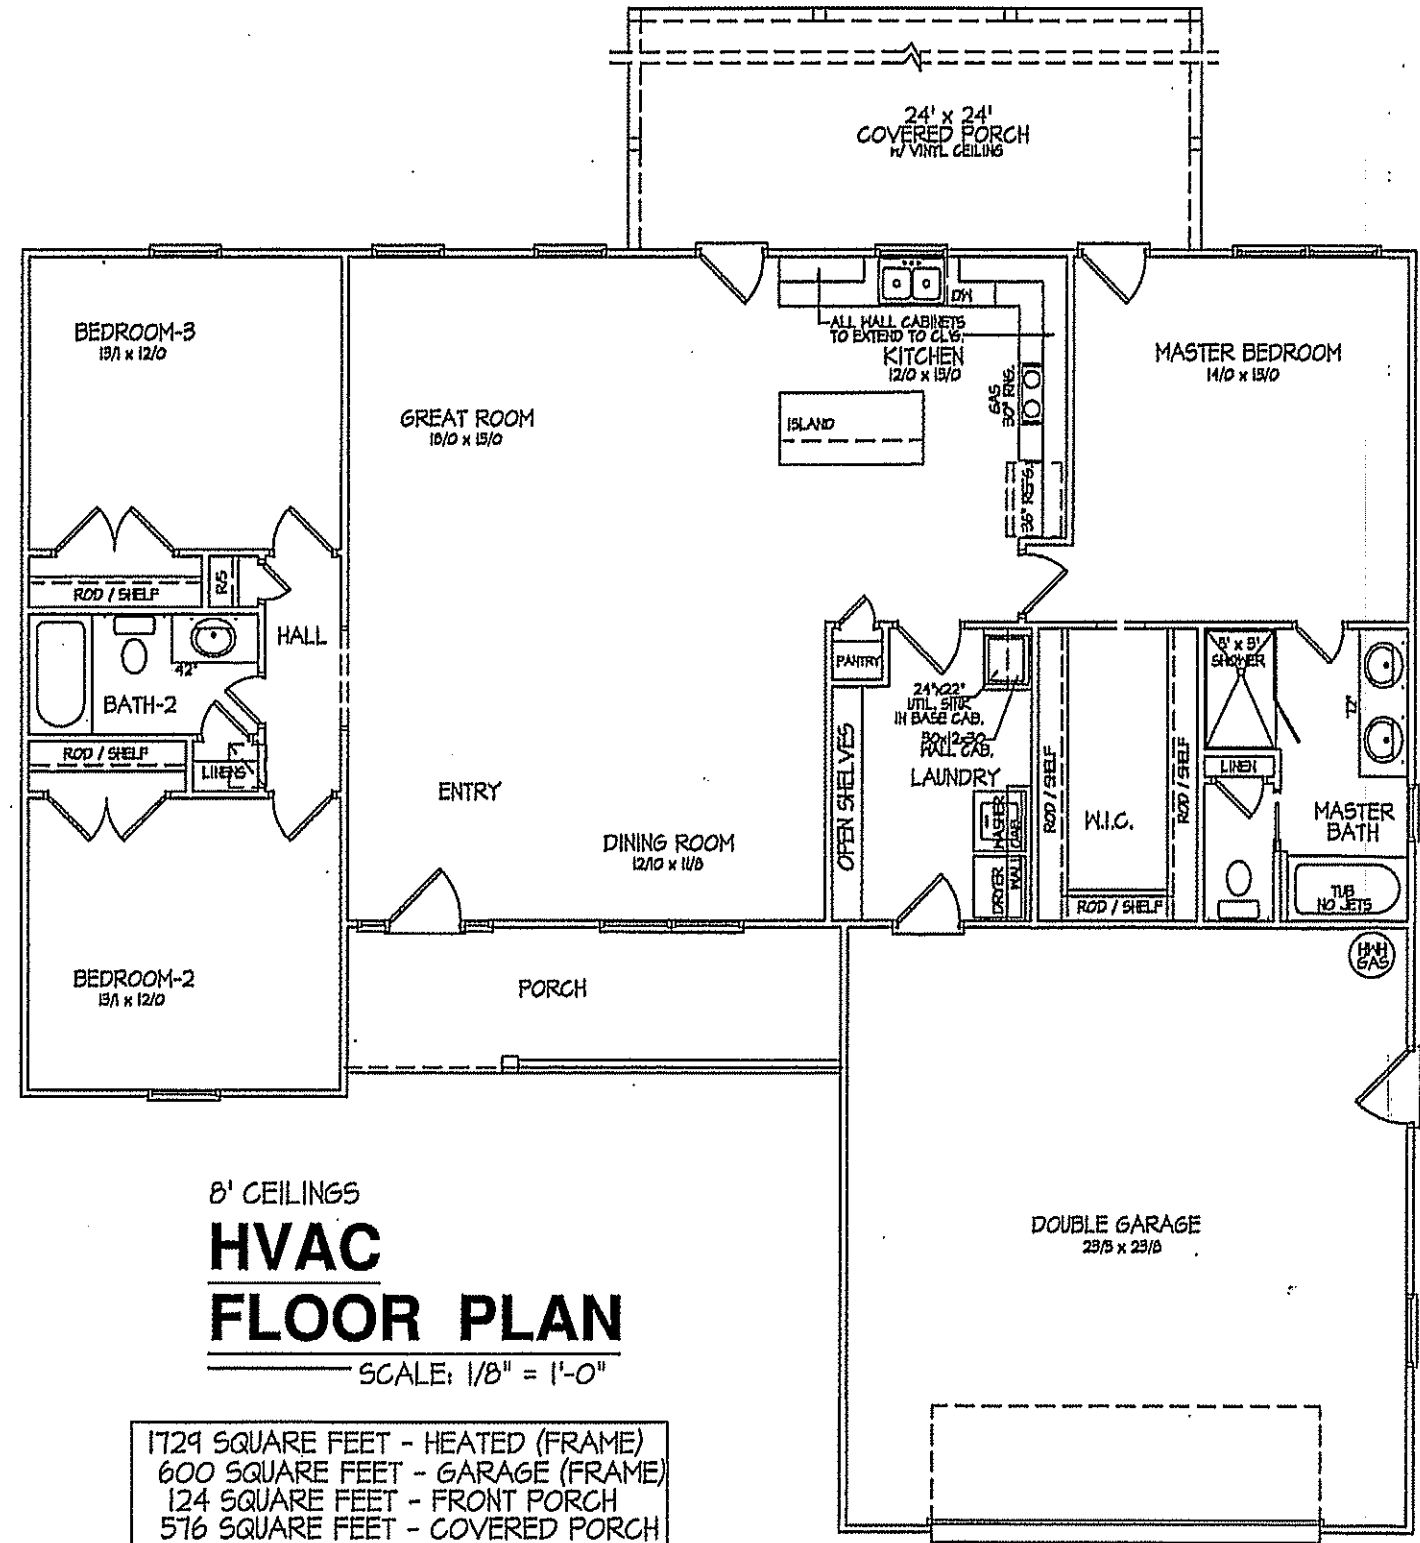 24' x 24'
COVERED PORCH
W/ VINYL CEILING
BEDROOM-3
13/1 x 12/0
GREAT ROOM
18/0 x 15/0
DW
ALL WALL CABINETS
TO EXTEND TO CLG.
KITCHEN
12/0 x 15/0
GAS
30" RNG.
ISLAND
36" REFG.
MASTER BEDROOM
14/0 x 15/0
ROD / SHELF
R/S
HALL
42"
BATH-2
ROD / SHELF
LINENS
PANTRY
24"x22"
UTIL. SINK
IN BASE CAB.
30x12x30
WALL CAB.
LAUNDRY
OPEN SHELVES
WASHER
DRYER
WALL CAB.
ROD / SHELF
W.I.C.
ROD / SHELF
ROD / SHELF
SHOWER
72"
LINEN
MASTER
BATH
TUB
NO JETS
ENTRY
DINING ROOM
12/10 x 11/8
BEDROOM-2
13/1 x 12/0
PORCH
HWH
GAS
DOUBLE GARAGE
23/5 x 23/8
8' CEILINGS
HVAC
FLOOR PLAN
SCALE: 1/8" = 1'-0"
1729 SQUARE FEET - HEATED (FRAME)
600 SQUARE FEET - GARAGE (FRAME)
124 SQUARE FEET - FRONT PORCH
576 SQUARE FEET - COVERED PORCH